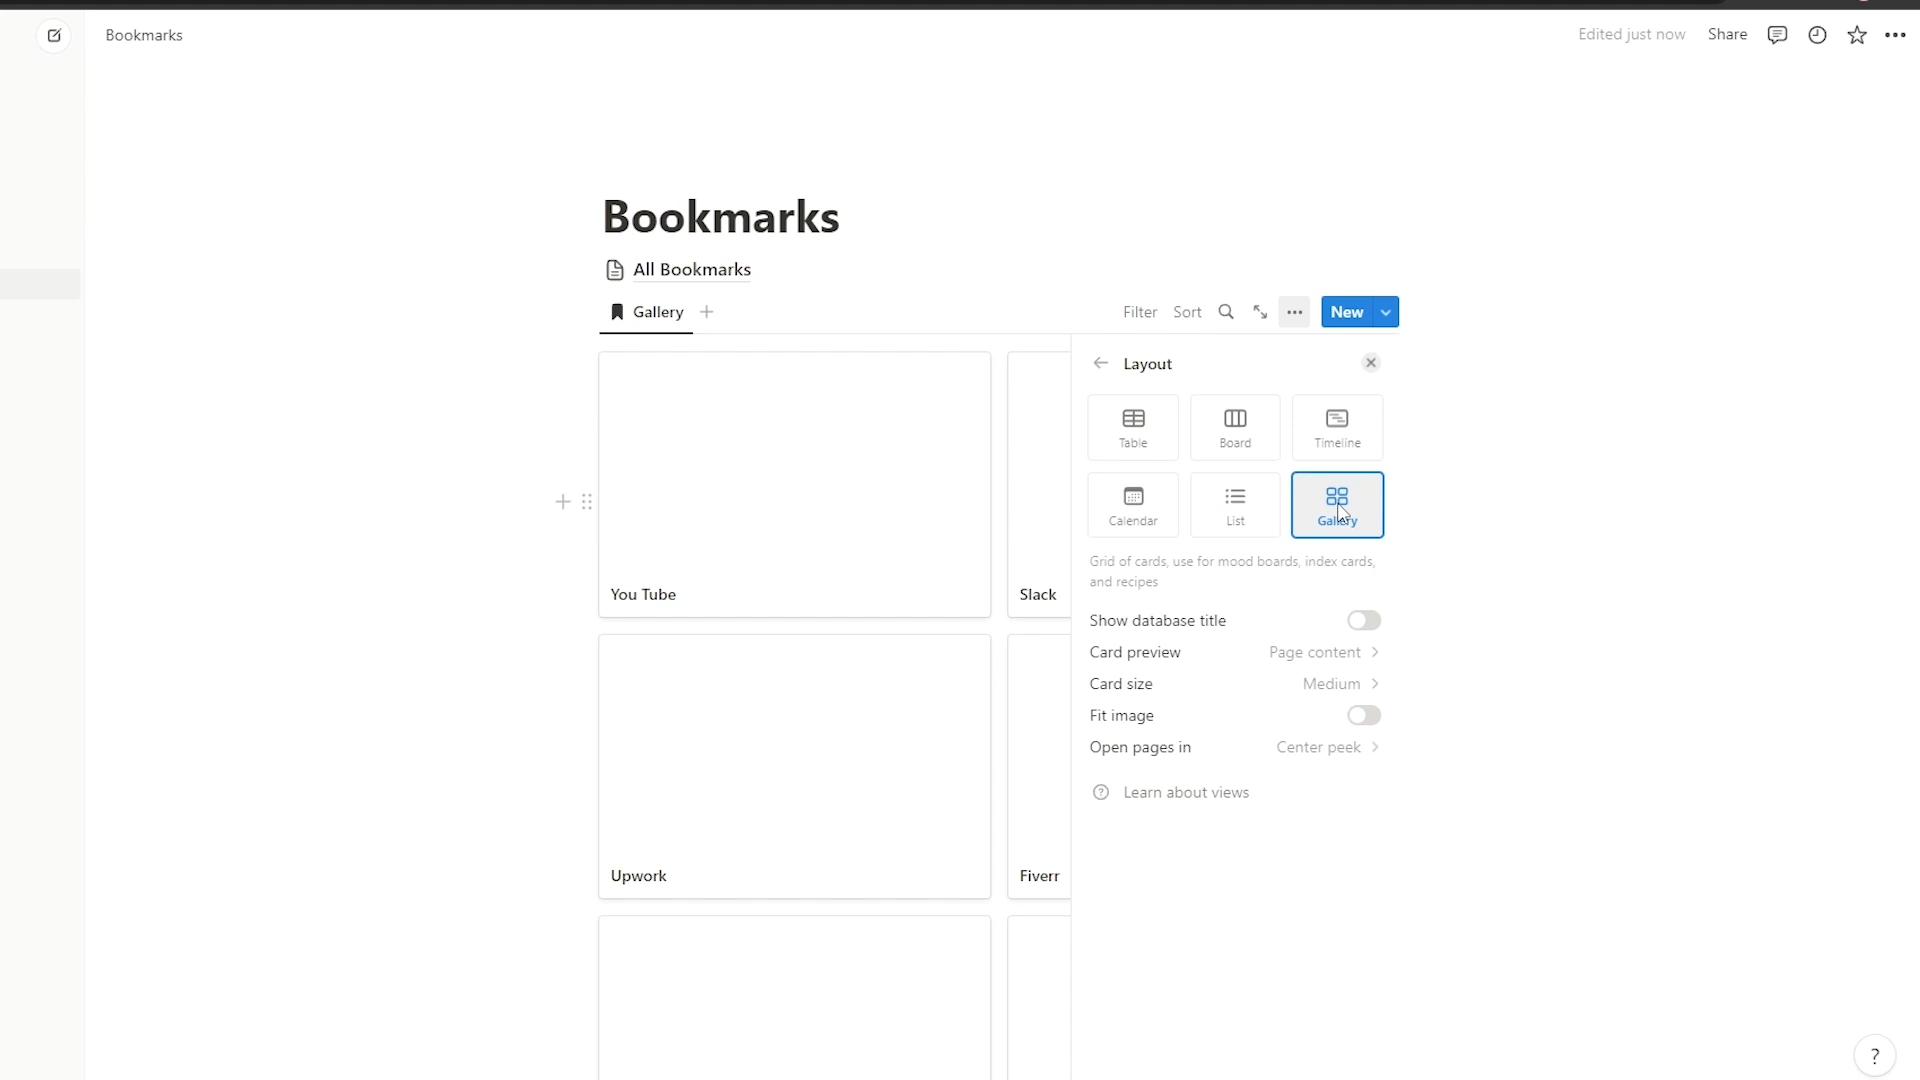 Bookmarks
Edited just now
Share
Bookmarks
All Bookmarks
Gallery
Filter
Sort
New
Layout
Table
Board
Timeline
Calendar
List
Gallery
Grid of cards, use for mood boards, index cards,
and recipes
Show database title
Card preview
Page content
Card size
Medium
Fit image
Open pages in
Center peek
Learn about views
You Tube
Slack
Upwork
Fiverr
?